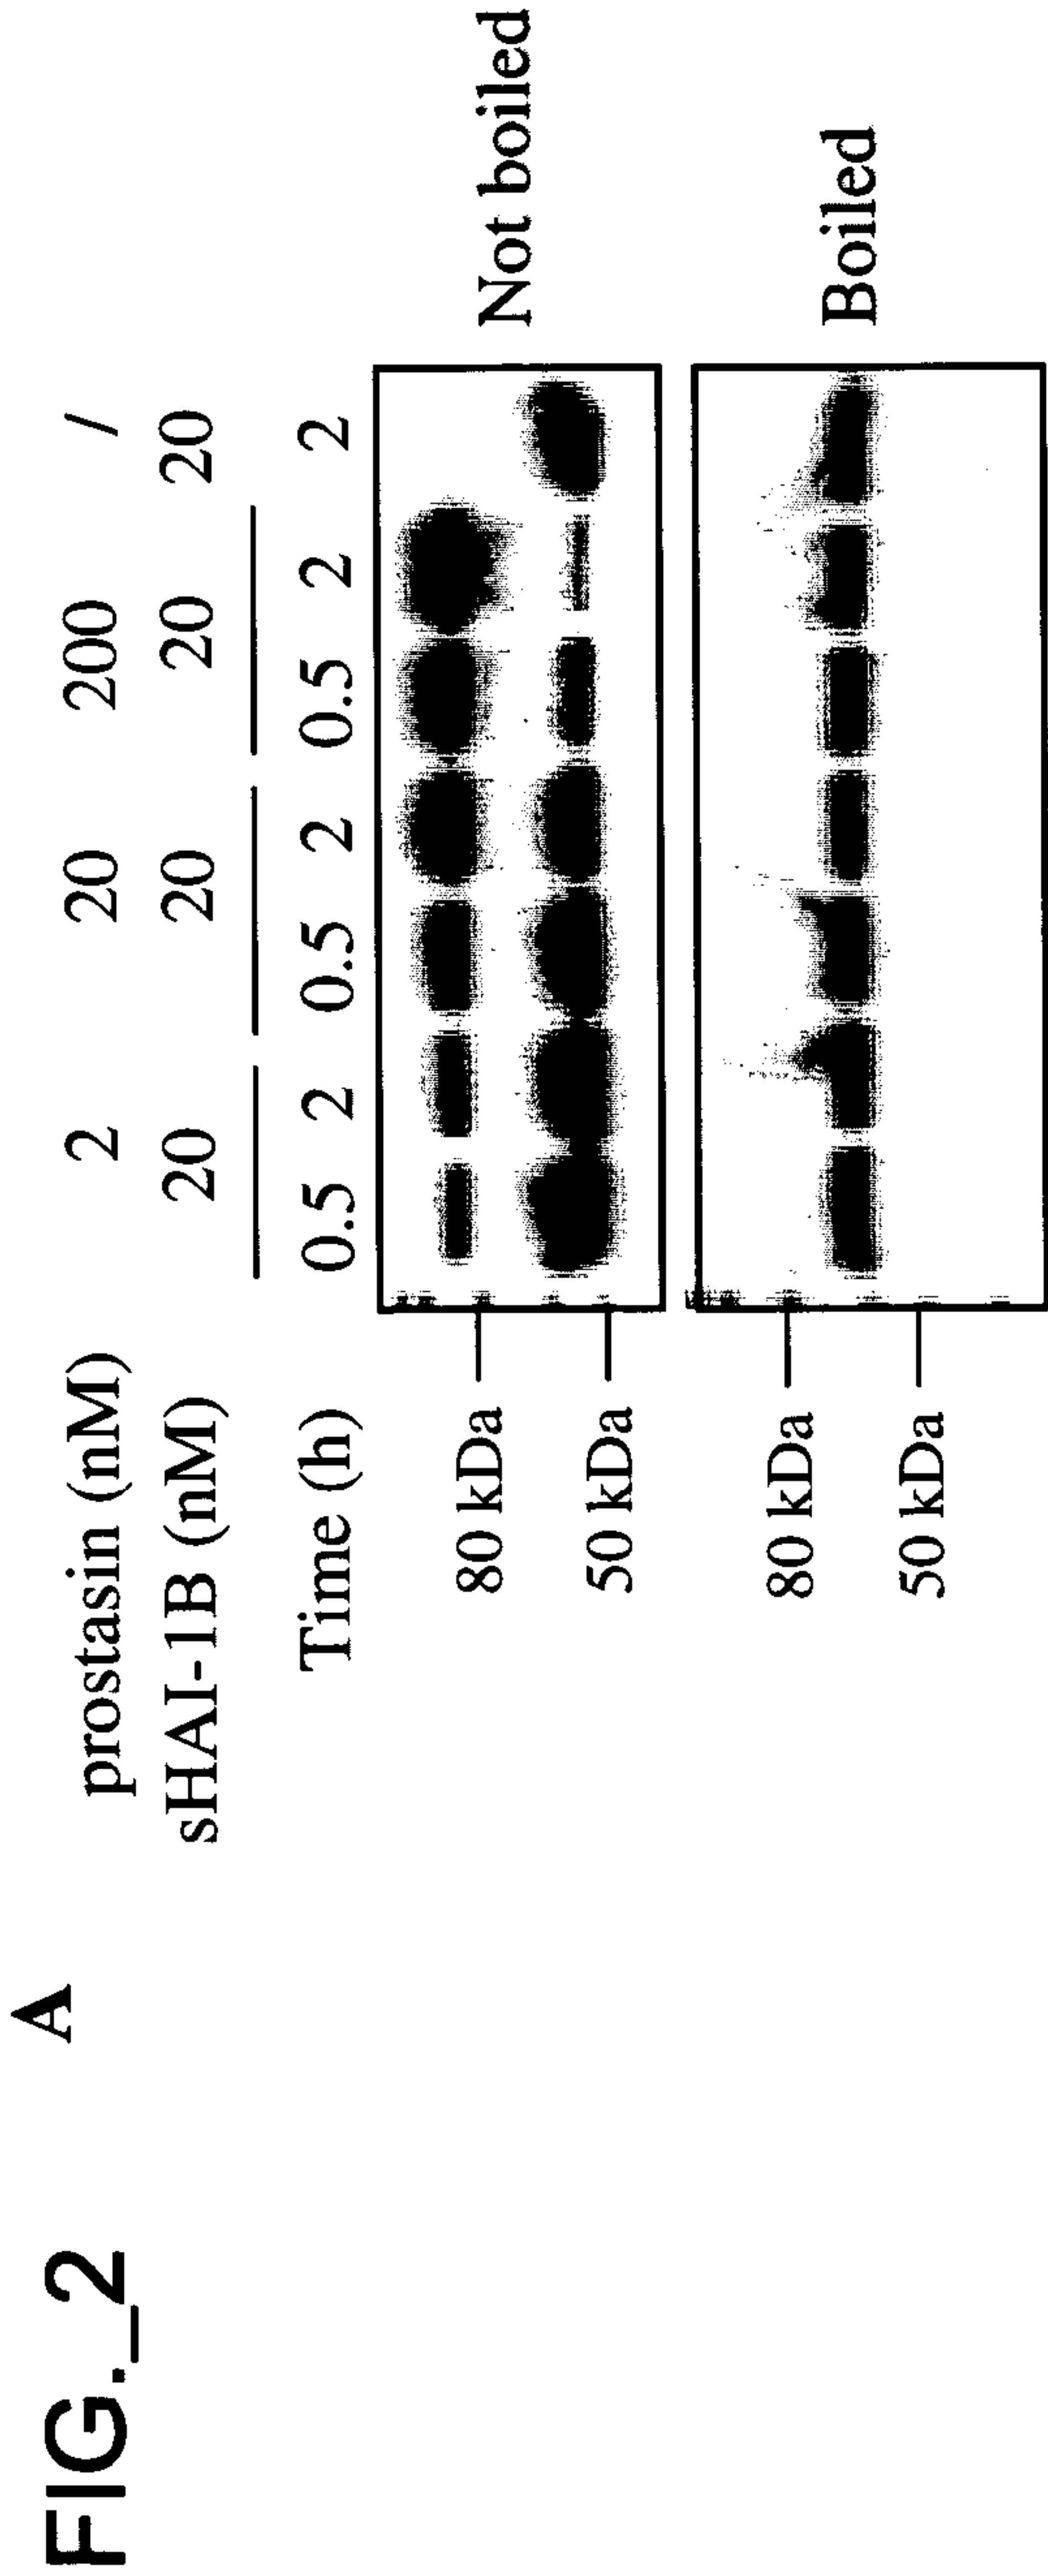 FIG._2
A
prostasin (nM) 2 20 200 /
sHAI-1B (nM) 20 20 20 20
Time (h) 0.5 2 0.5 2 0.5 2 2
80 kDa
50 kDa
Not boiled
80 kDa
50 kDa
Boiled